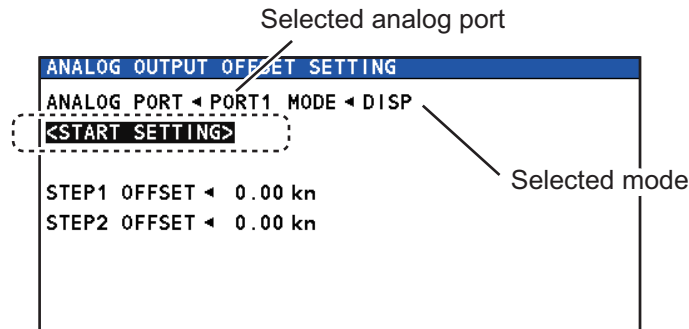 Selected analog port
ANALOG OUTPUT OFFSET SETTING
ANALOG PORT ◄ PORT1 MODE ◄ DISP
<START SETTING>
Selected mode
STEP1 OFFSET ◄ 0.00 kn
STEP2 OFFSET ◄ 0.00 kn